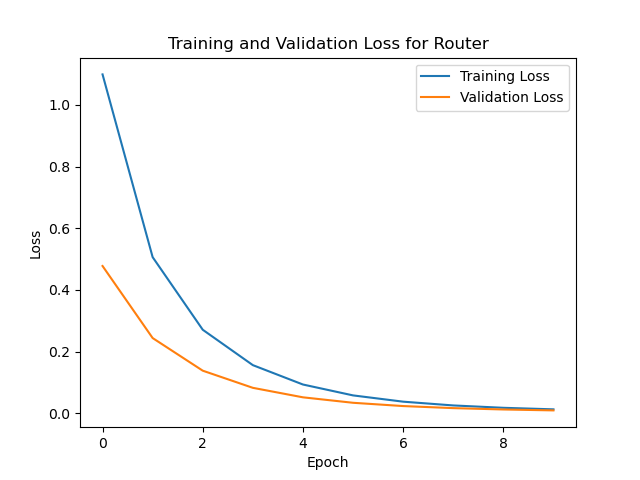 Training and Validation Loss for Router
Training Loss
Validation Loss
Loss
1.0
0.8
0.6
0.4
0.2
0.0
0 2 4 6 8
Epoch